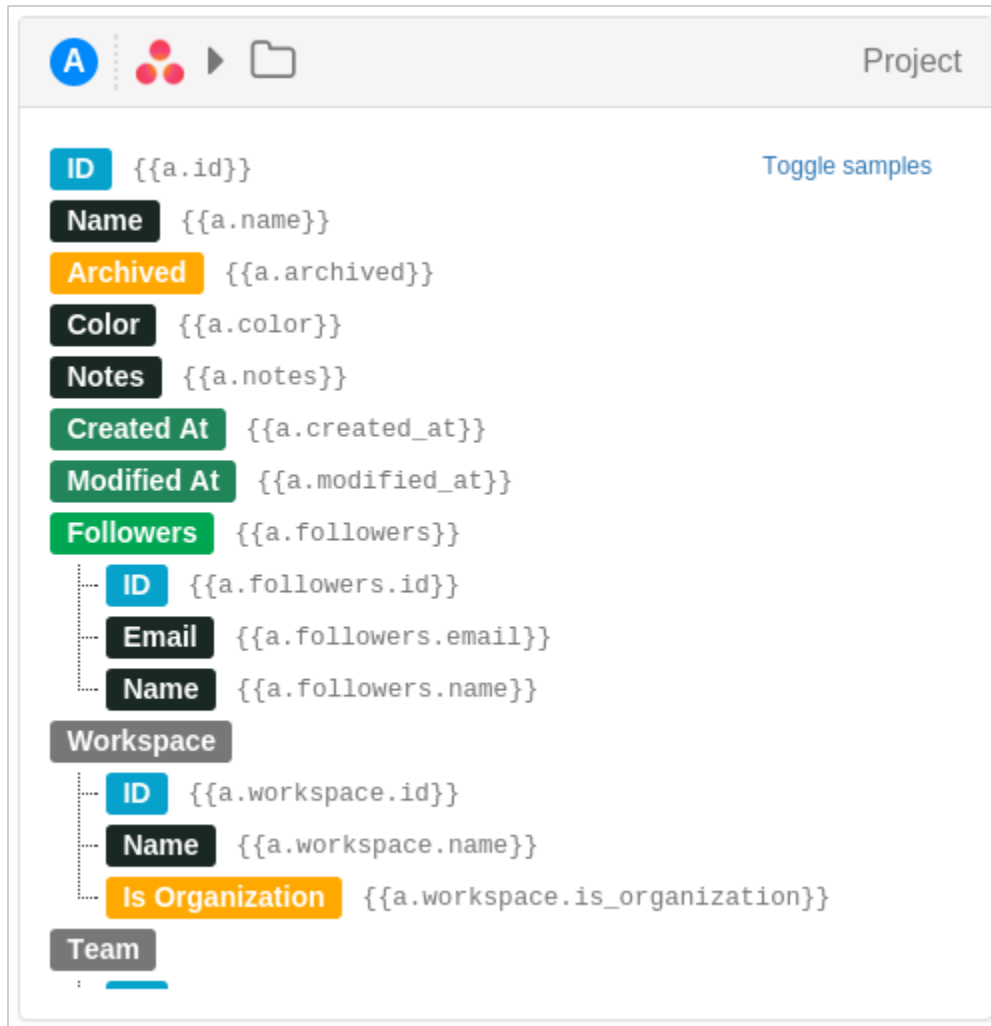 A Project
ID {{a.id}} Toggle samples
Name {{a.name}}
Archived {{a.archived}}
Color {{a.color}}
Notes {{a.notes}}
Created At {{a.created_at}}
Modified At {{a.modified_at}}
Followers {{a.followers}}
ID {{a.followers.id}}
Email {{a.followers.email}}
Name {{a.followers.name}}
Workspace
ID {{a.workspace.id}}
Name {{a.workspace.name}}
Is Organization {{a.workspace.is_organization}}
Team